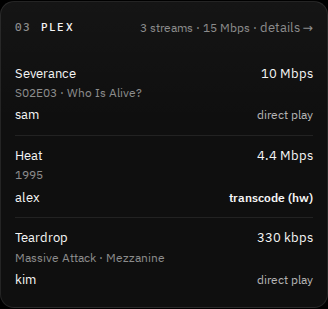 03 PLEX 3 streams · 15 Mbps · details →
Severance 10 Mbps
S02E03 · Who Is Alive?
sam direct play
Heat 4.4 Mbps
1995
alex transcode (hw)
Teardrop 330 kbps
Massive Attack · Mezzanine
kim direct play